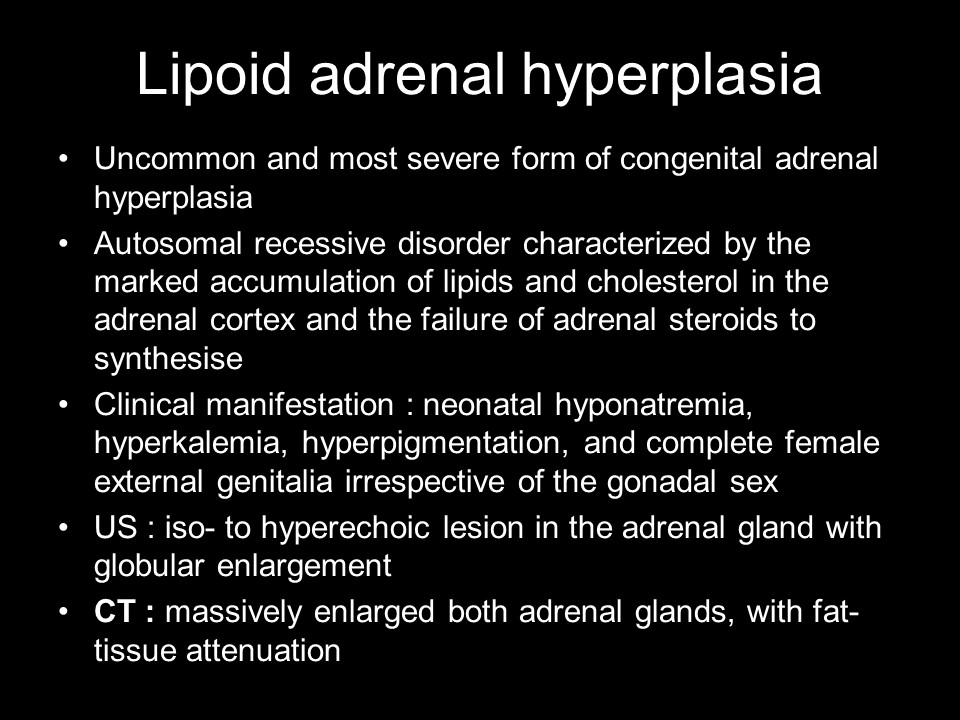 Lipoid adrenal hyperplasia
• Uncommon and most severe form of congenital adrenal
hyperplasia
• Autosomal recessive disorder characterized by the
marked accumulation of lipids and cholesterol in the
adrenal cortex and the failure of adrenal steroids to
synthesise
• Clinical manifestation : neonatal hyponatremia,
hyperkalemia, hyperpigmentation, and complete female
external genitalia irrespective of the gonadal sex
• US : iso- to hyperechoic lesion in the adrenal gland with
globular enlargement
• CT : massively enlarged both adrenal glands, with fat-
tissue attenuation